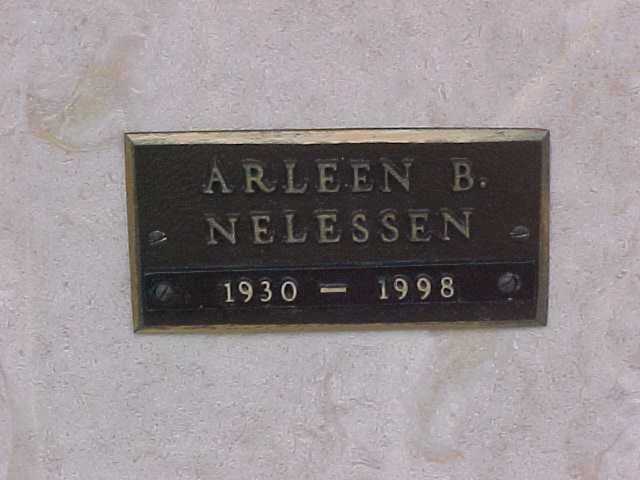 ARLEEN B.
NELESSEN
1930 — 1998